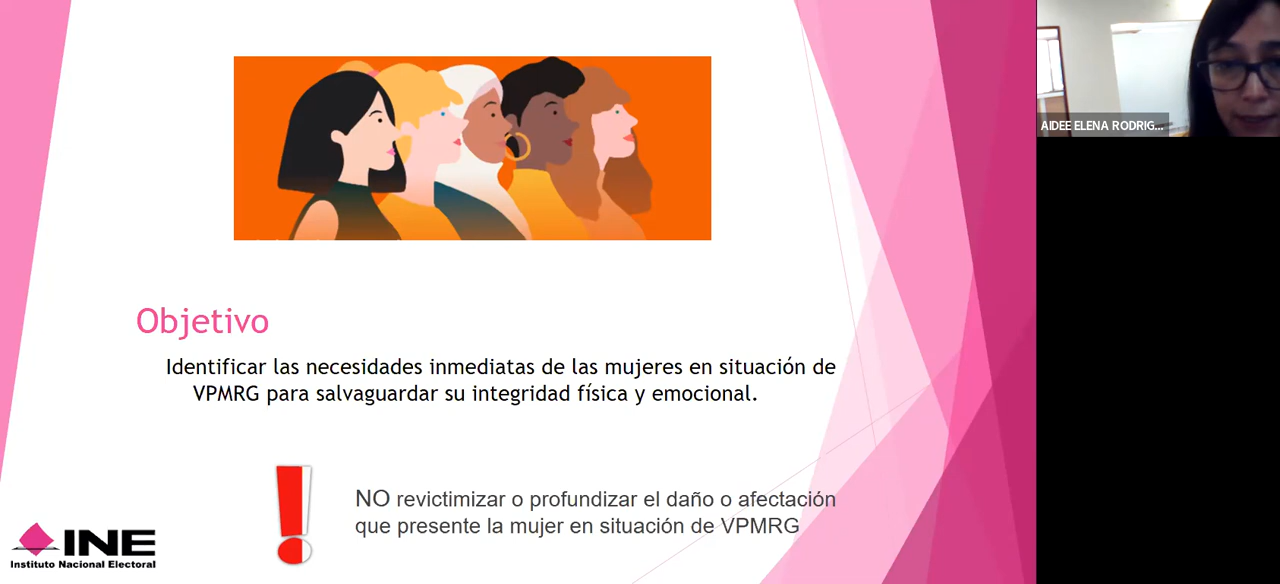 AIDEE ELENA RODRIG...
Objetivo
Identificar las necesidades inmediatas de las mujeres en situación de
VPMRG para salvaguardar su integridad física y emocional.
NO revictimizar o profundizar el daño o afectación
que presente la mujer en situación de VPMRG
INE
Instituto Nacional Electoral